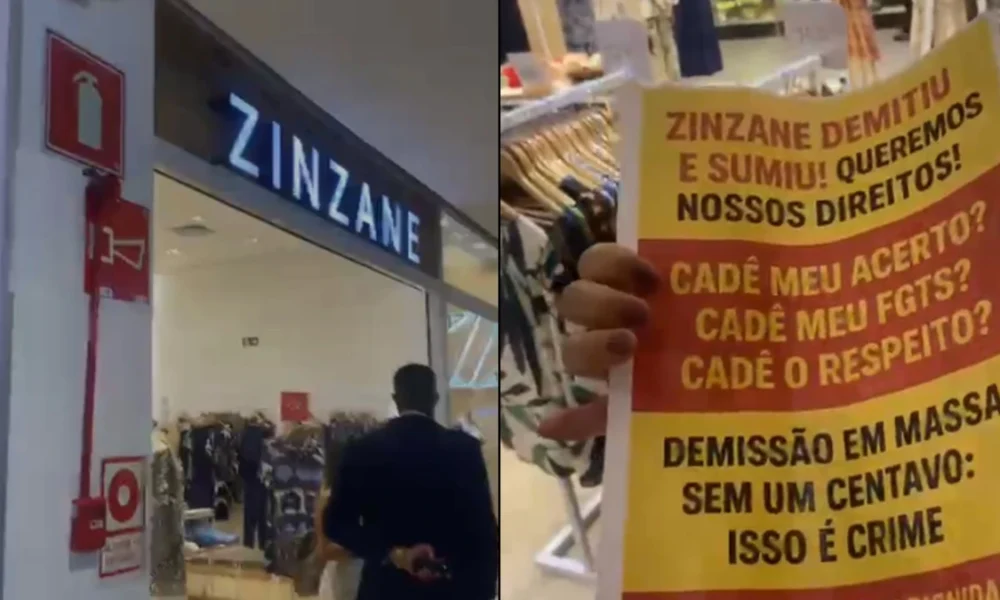 ZINZANE
ZINZANE DEMITIU
E SUMIU! QUEREMOS
NOSSOS DIREITOS!
CADÊ MEU ACERTO?
CADÊ MEU FGTS?
CADÊ O RESPEITO?
DEMISSÃO EM MASSA
SEM UM CENTAVO:
ISSO É CRIME